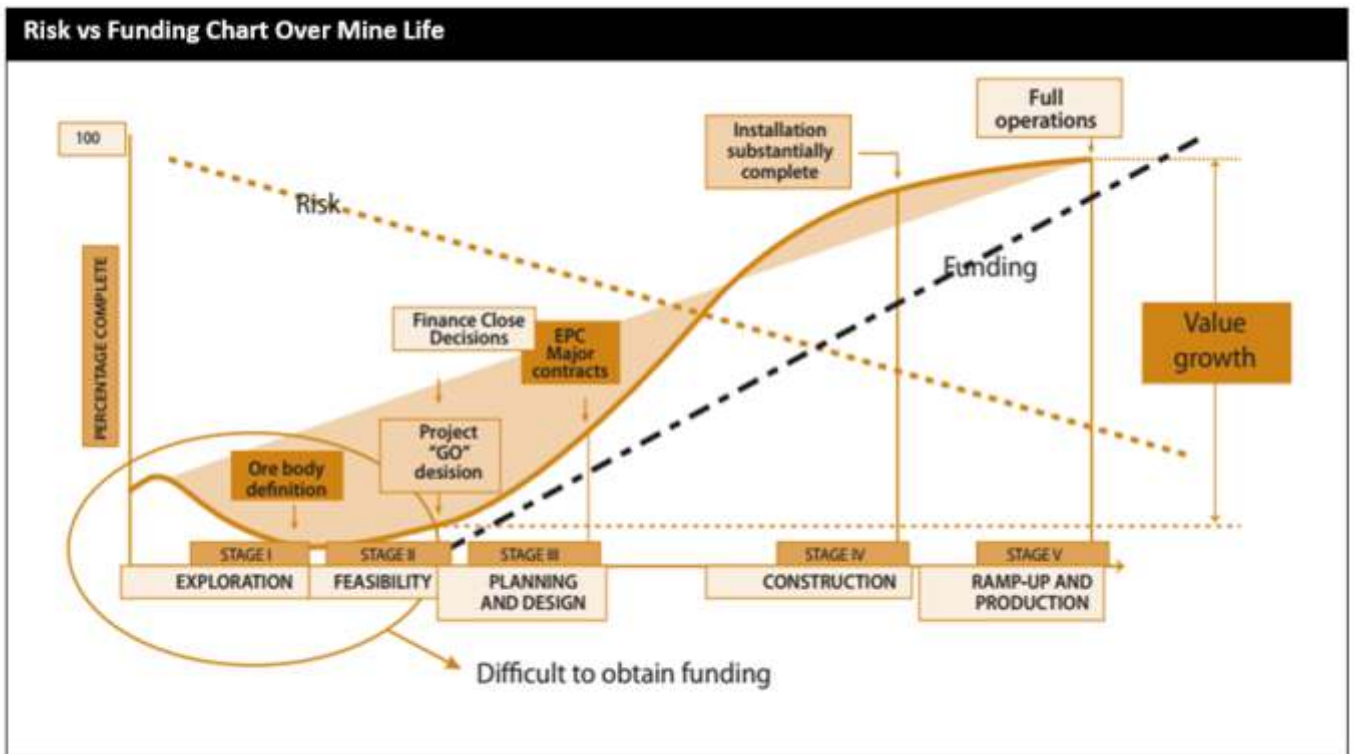 Risk vs Funding Chart Over Mine Life
100
PERCENTAGE COMPLETE
Risk
Installation
substantially
complete
Full
operations
Funding
Value
growth
Finance Close
Decisions
EPC
Major
contracts
Ore body
definition
Project
"GO"
desision
STAGE I
EXPLORATION
STAGE II
FEASIBILITY
STAGE III
PLANNING
AND DESIGN
STAGE IV
CONSTRUCTION
STAGE V
RAMP-UP AND
PRODUCTION
Difficult to obtain funding